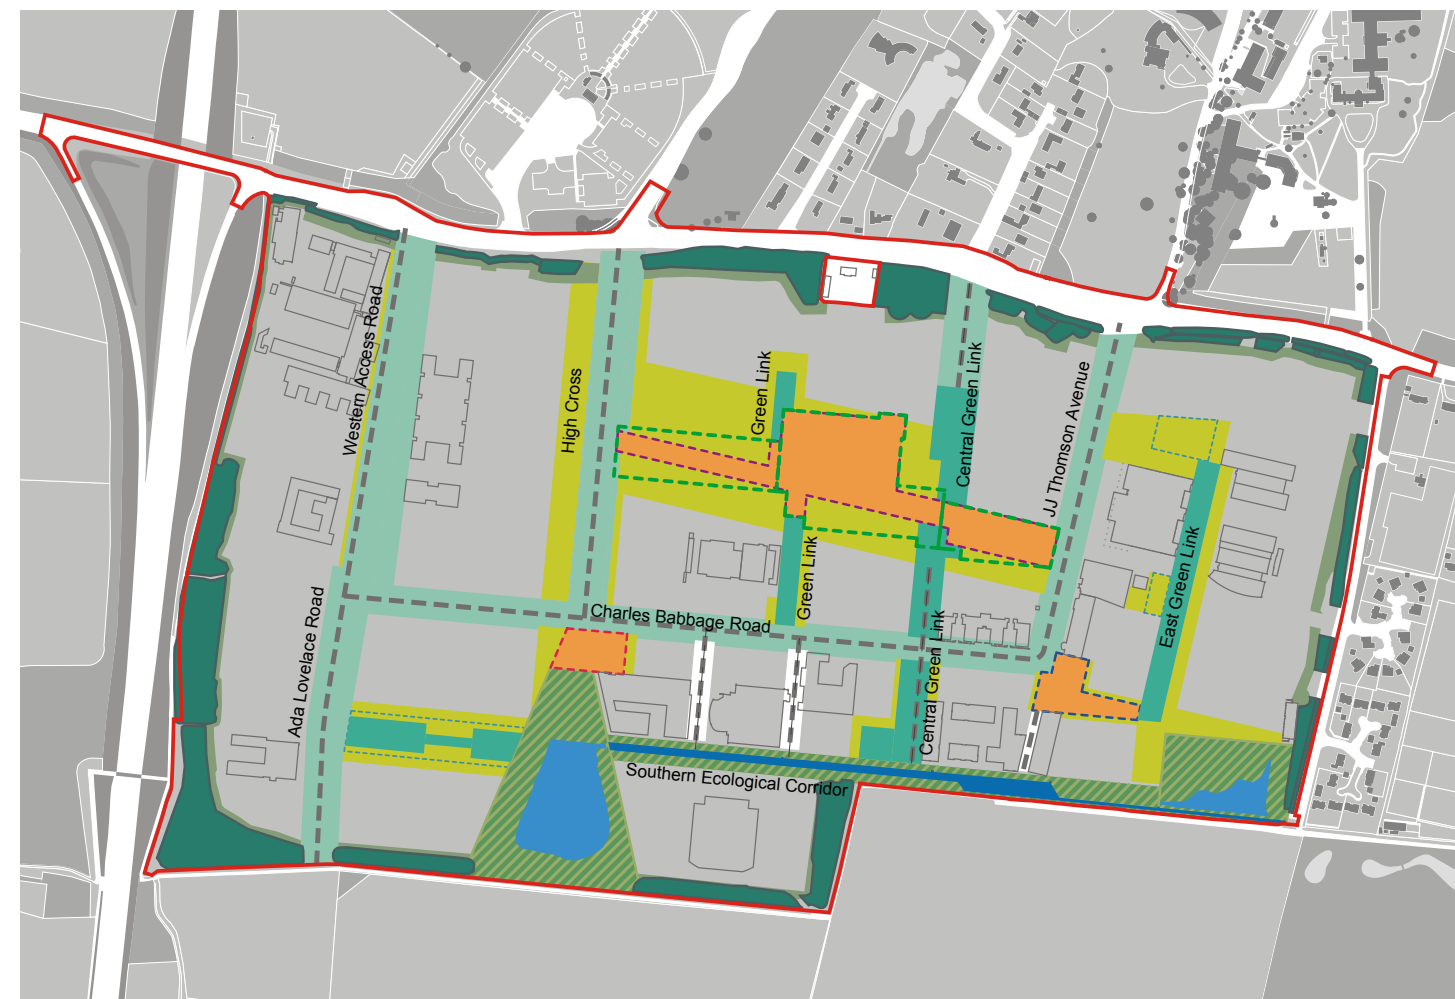 Western Access Road
High Cross
Green Link
Central Green Link
JJ Thomson Avenue
Green Link
East Green Link
Charles Babbage Road
Ada Lovelace Road
Central Green Link
Southern Ecological Corridor